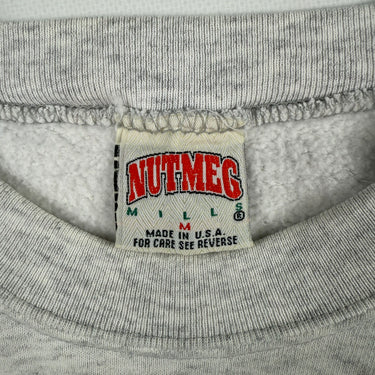 NUTMEG
MILLS®
M
MADE IN U.S.A.
FOR CARE SEE REVERSE